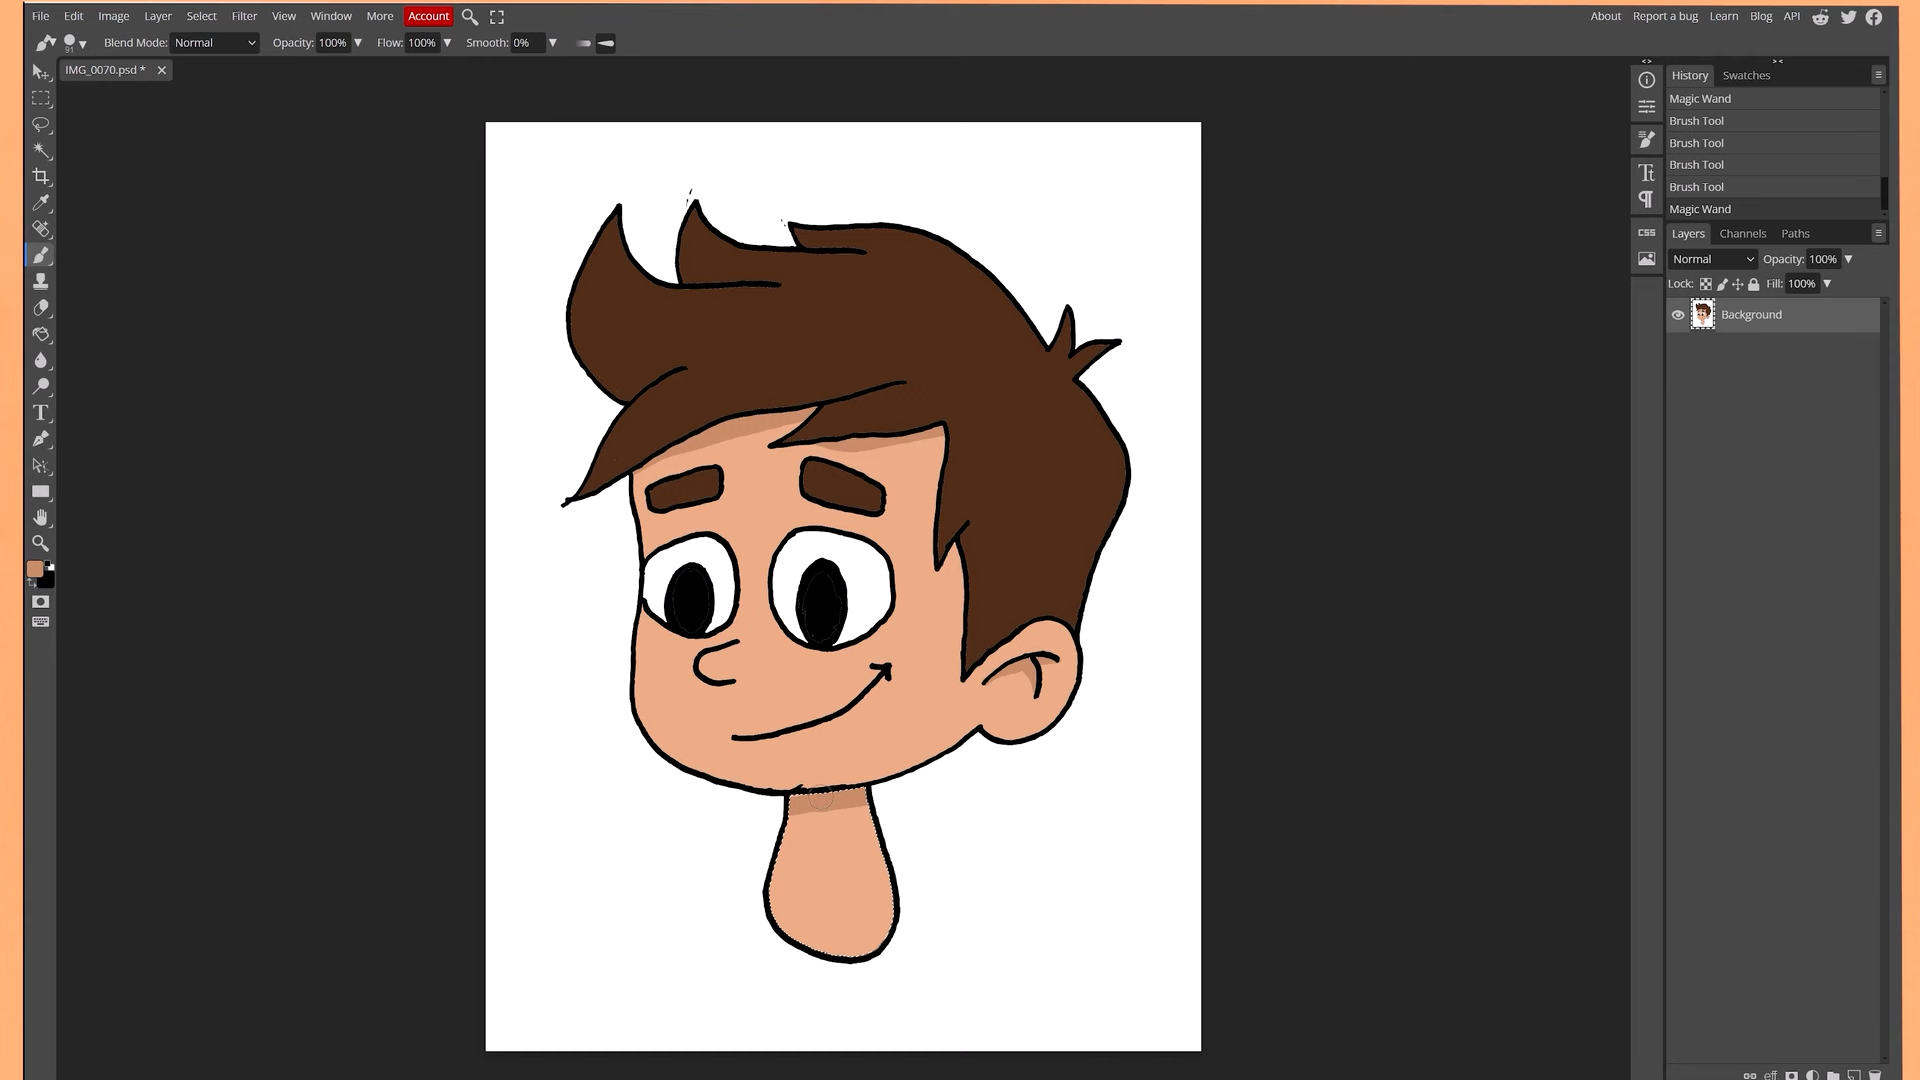 File Edit Image Layer Select Filter View Window More Account About Report a bug Learn Blog API
91 Blend Mode: Normal Opacity: 100% Flow: 100% Smooth: 0%
IMG_0070.psd *
History Swatches
Magic Wand
Brush Tool
Brush Tool
Brush Tool
Brush Tool
Magic Wand
Layers Channels Paths
CSS
Normal Opacity: 100%
Lock: Fill: 100%
Background
eff